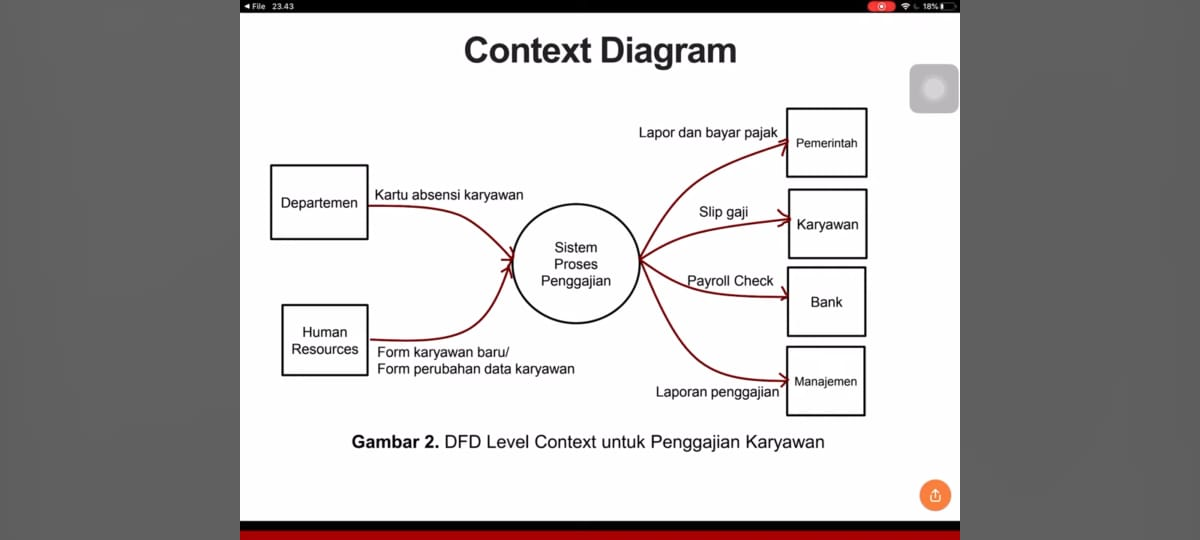 File 23.43
18%
Context Diagram
Lapor dan bayar pajak
Pemerintah
Departemen
Kartu absensi karyawan
Slip gaji
Karyawan
Sistem
Proses
Penggajian
Payroll Check
Bank
Human
Resources
Form karyawan baru/
Form perubahan data karyawan
Laporan penggajian
Manajemen
Gambar 2. DFD Level Context untuk Penggajian Karyawan